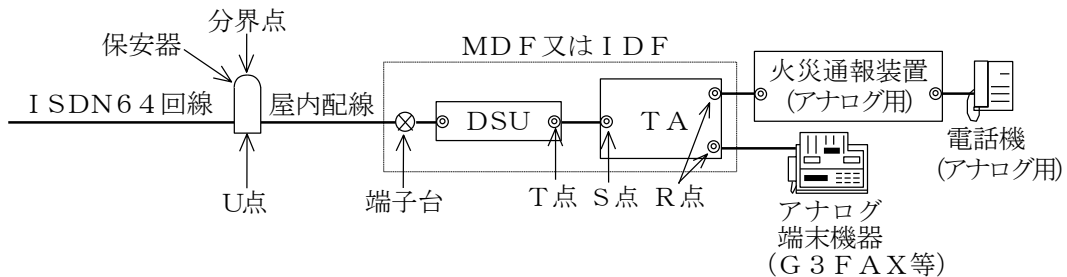 分界点
保安器
MDF又はIDF
ISDN64回線
屋内配線
DSU
TA
火災通報装置
(アナログ用)
電話機
(アナログ用)
U点
端子台
T点
S点
R点
アナログ
端末機器
(G3FAX等)